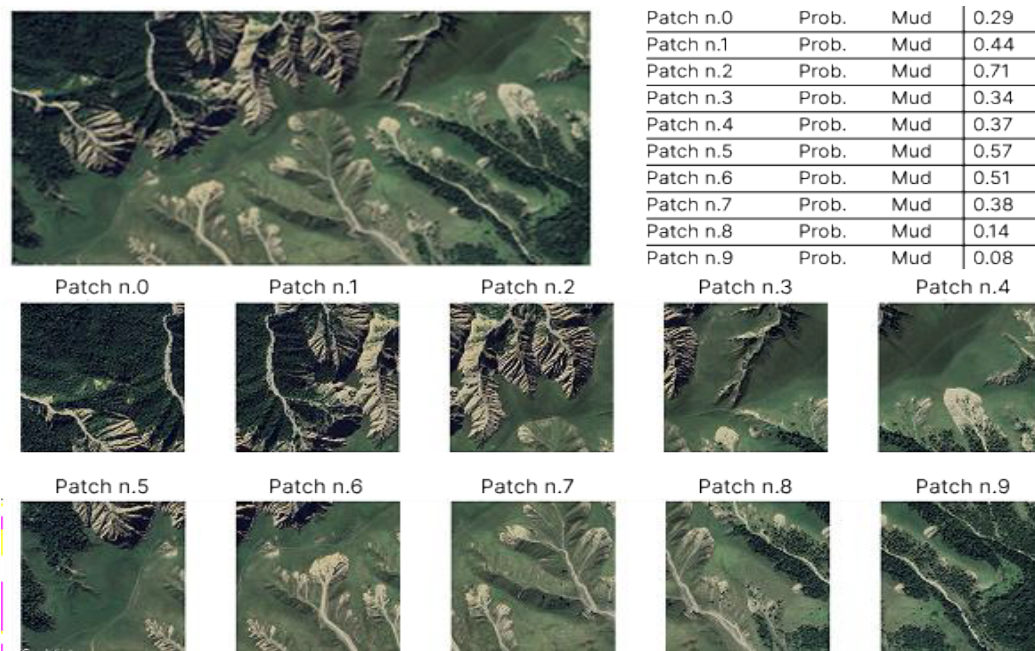 Patch n.0 Prob. Mud 0.29
Patch n.1 Prob. Mud 0.44
Patch n.2 Prob. Mud 0.71
Patch n.3 Prob. Mud 0.34
Patch n.4 Prob. Mud 0.37
Patch n.5 Prob. Mud 0.57
Patch n.6 Prob. Mud 0.51
Patch n.7 Prob. Mud 0.38
Patch n.8 Prob. Mud 0.14
Patch n.9 Prob. Mud 0.08
Patch n.0 Patch n.1 Patch n.2 Patch n.3 Patch n.4
Patch n.5 Patch n.6 Patch n.7 Patch n.8 Patch n.9